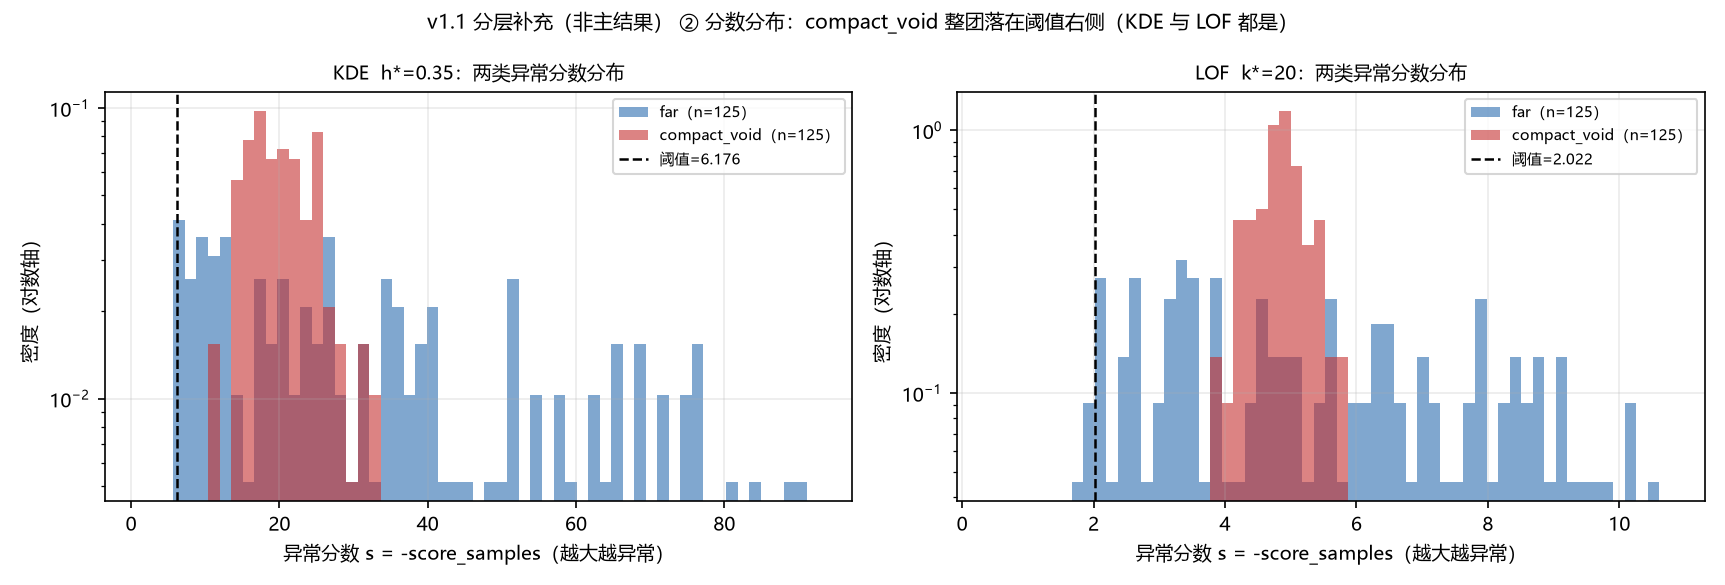 v1.1 分层补充（非主结果） ② 分数分布：compact_void 整团落在阈值右侧（KDE 与 LOF 都是）
KDE h*=0.35：两类异常分数分布
密度（对数轴）
10⁻¹
10⁻²
far（n=125）
compact_void（n=125）
阈值=6.176
0 20 40 60 80
异常分数 s = -score_samples（越大越异常）
LOF k*=20：两类异常分数分布
密度（对数轴）
10⁰
10⁻¹
far（n=125）
compact_void（n=125）
阈值=2.022
0 2 4 6 8 10
异常分数 s = -score_samples（越大越异常）